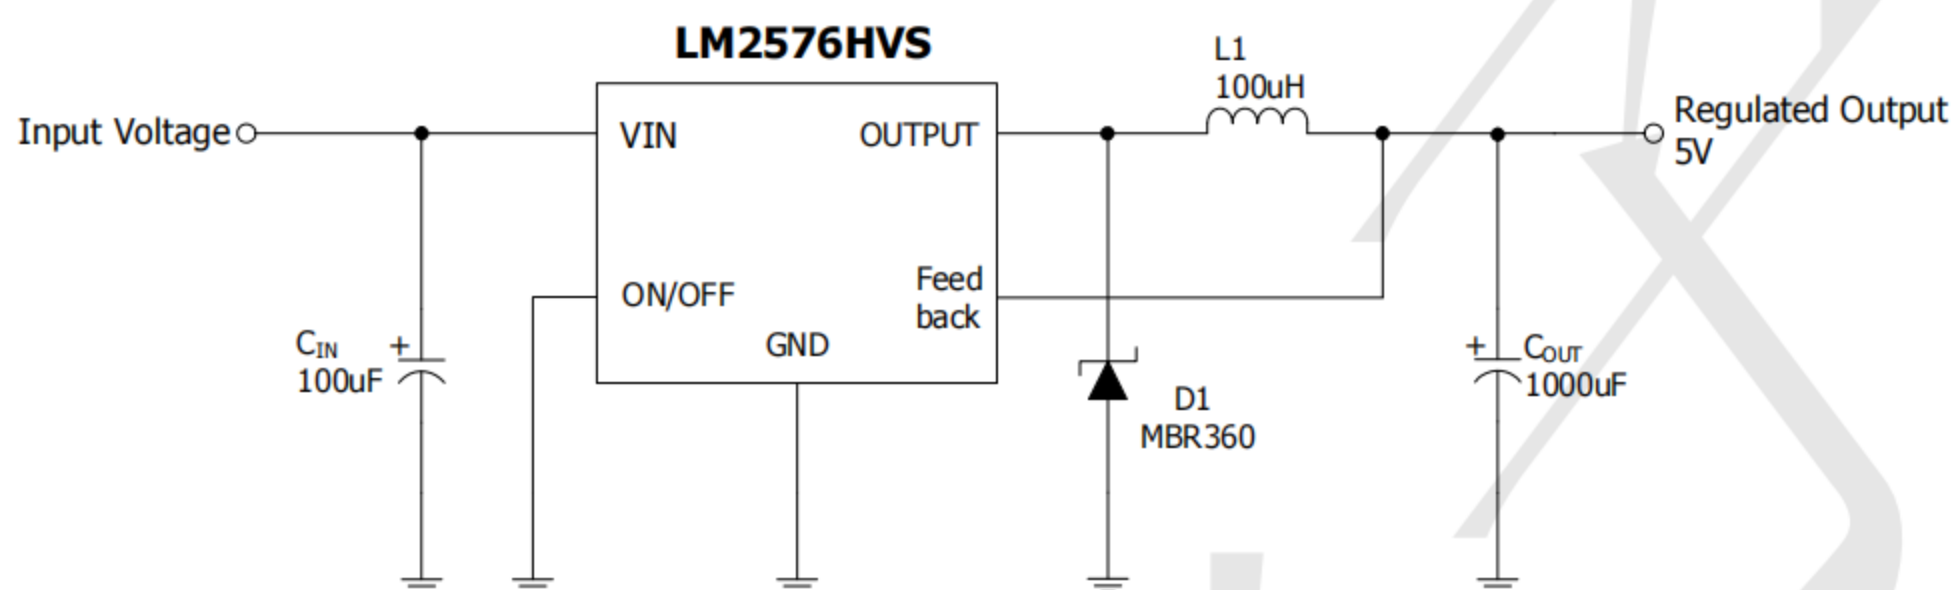 LM2576HVS
Input Voltage
VIN
OUTPUT
L1
100uH
Regulated Output
5V
ON/OFF
Feed
back
GND
CIN
+
100uF
D1
MBR360
+
COUT
1000uF